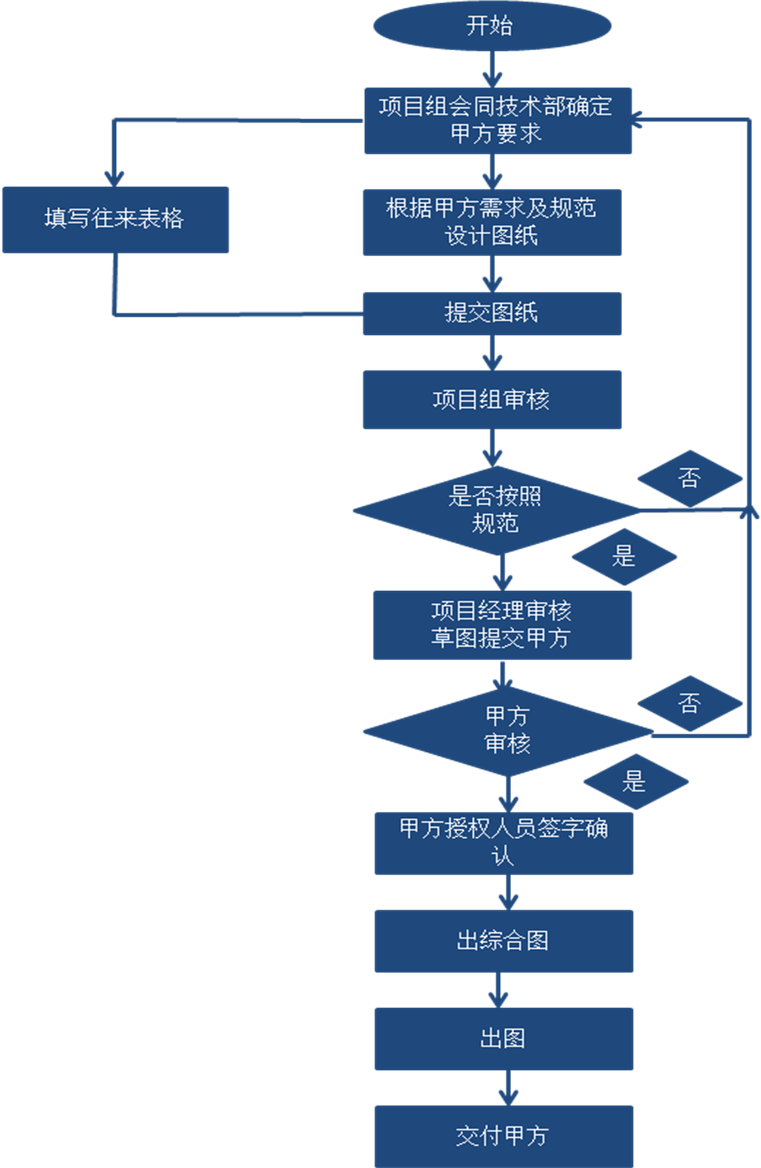 开始
项目组会同技术部确定
甲方要求
填写往来表格
根据甲方需求及规范
设计图纸
提交图纸
项目组审核
是否按照
规范
否
是
项目经理审核
草图提交甲方
甲方
审核
否
是
甲方授权人员签字确
认
出综合图
出图
交付甲方